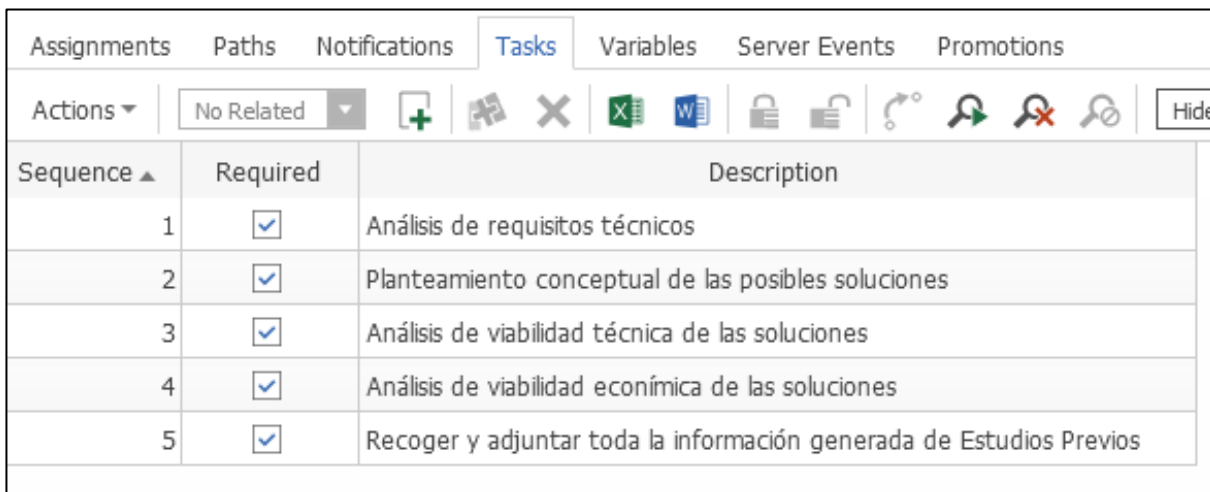 Assignments Paths Notifications Tasks Variables Server Events Promotions
Actions No Related Hide
Sequence Required Description
1 Análisis de requisitos técnicos
2 Planteamiento conceptual de las posibles soluciones
3 Análisis de viabilidad técnica de las soluciones
4 Análisis de viabilidad econímica de las soluciones
5 Recoger y adjuntar toda la información generada de Estudios Previos